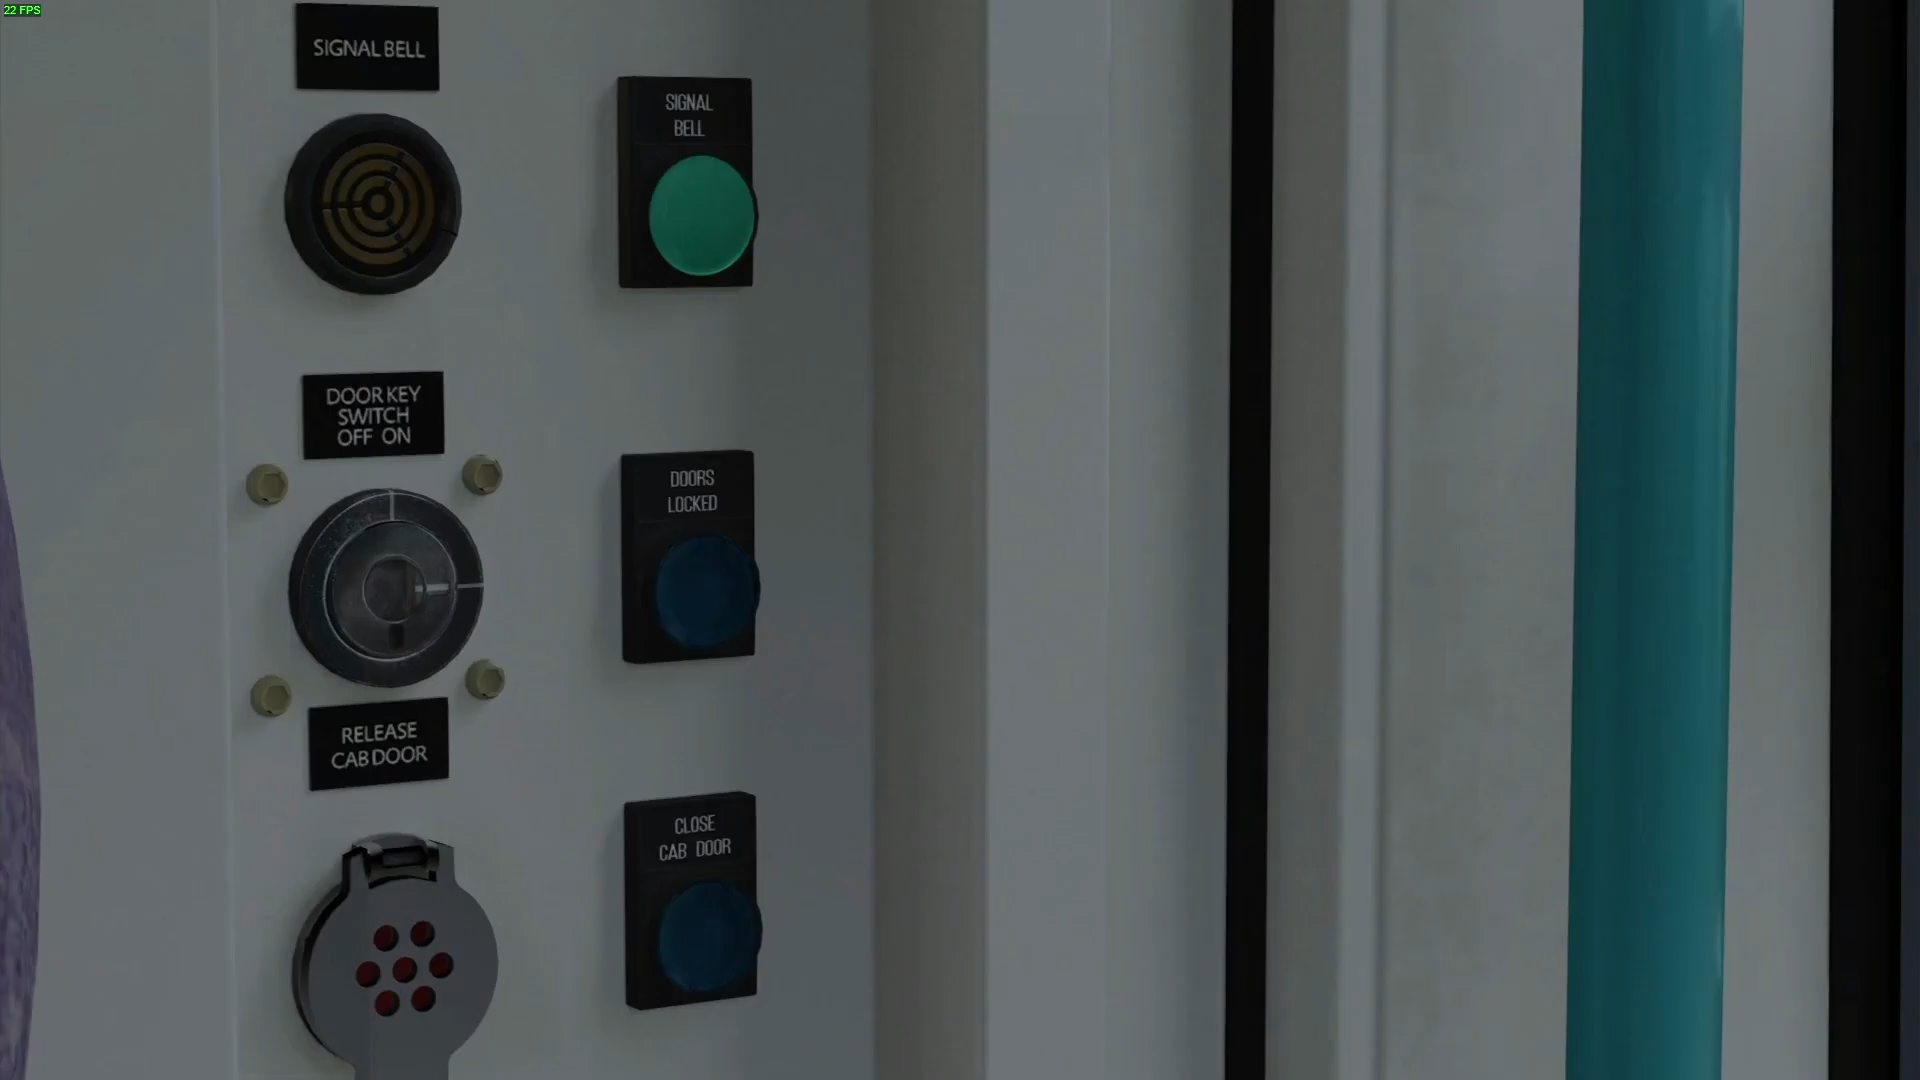 22 FPS
SIGNAL BELL
SIGNAL
BELL
DOOR KEY
SWITCH
OFF ON
DOORS
LOCKED
RELEASE
CAB DOOR
CLOSE
CAB DOOR